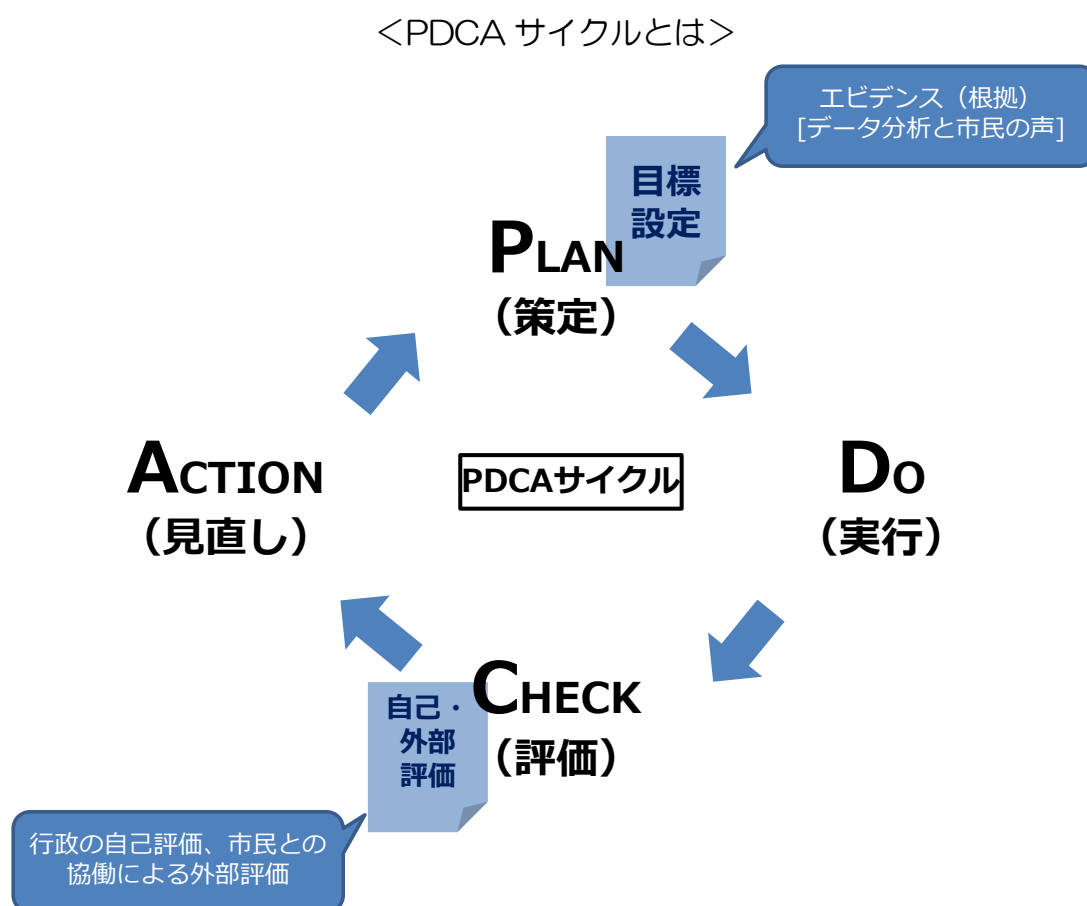 ＜PDCA サイクルとは＞
エビデンス（根拠）
[データ分析と市民の声]
目標
設定
PLAN
（策定）
ACTION
（見直し）
PDCAサイクル
DO
（実行）
CHECK
（評価）
自己・
外部
評価
行政の自己評価、市民との
協働による外部評価